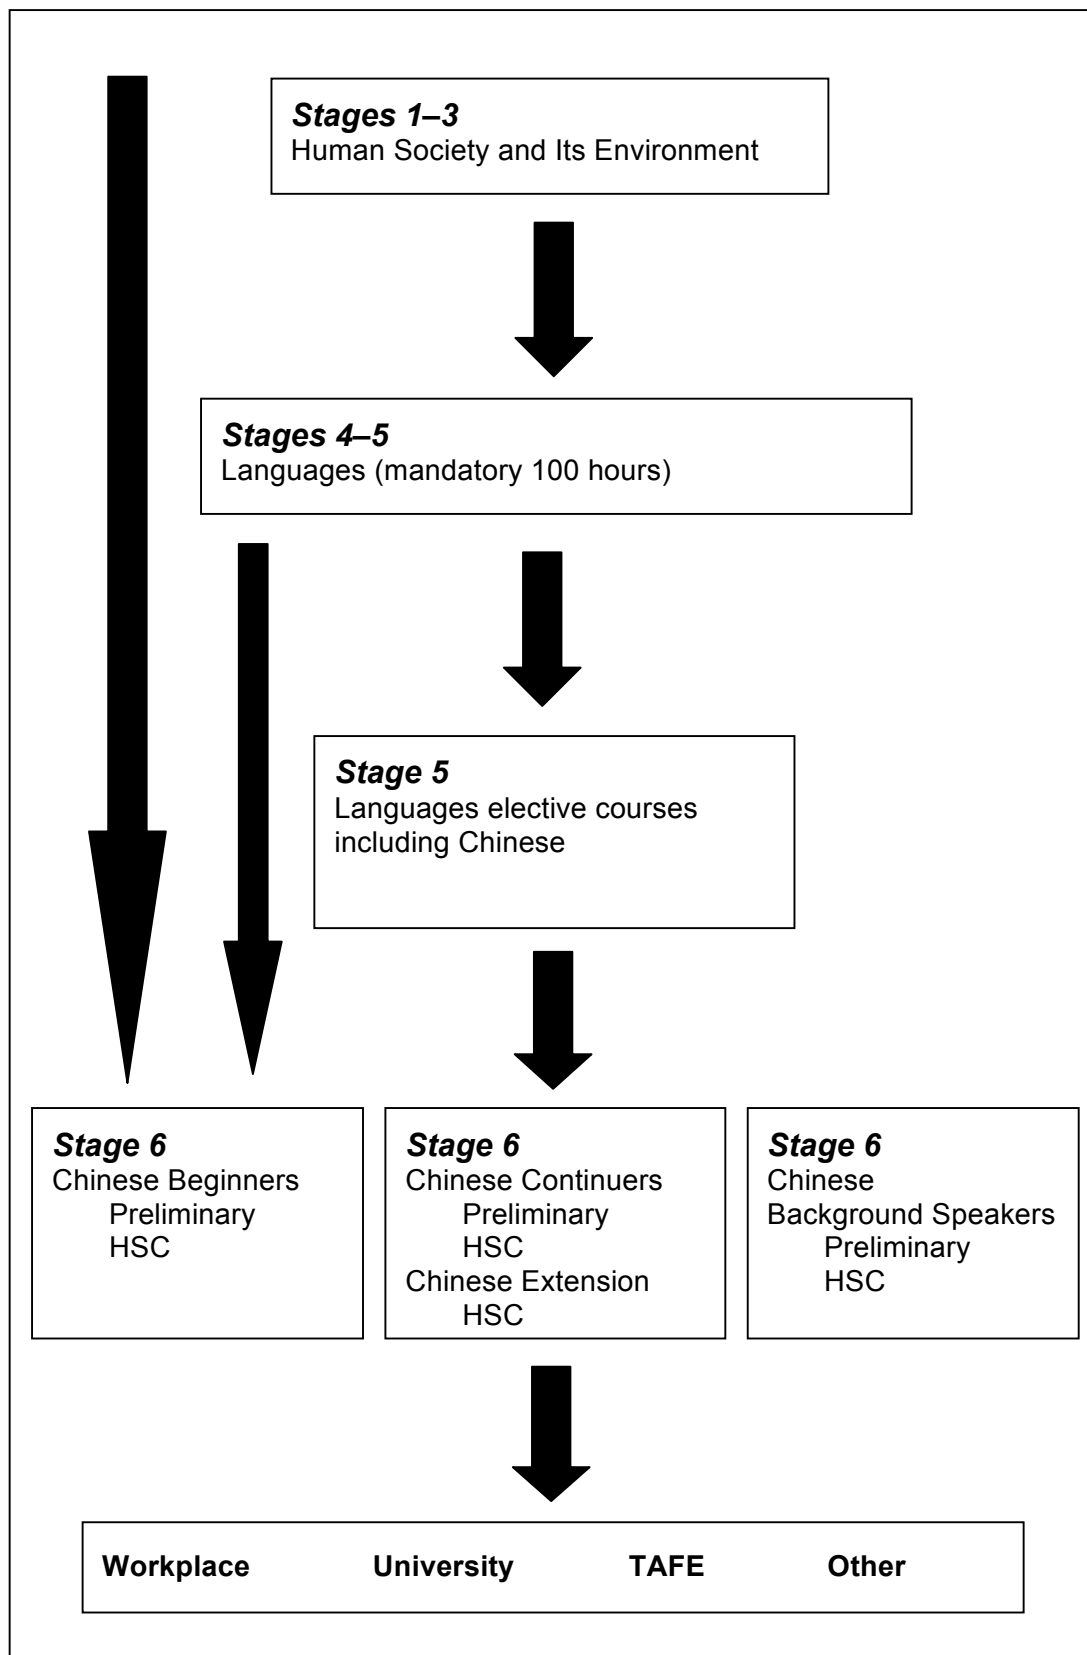 Stages 1–3
Human Society and Its Environment
Stages 4–5
Languages (mandatory 100 hours)
Stage 5
Languages elective courses
including Chinese
Stage 6
Chinese Beginners
Preliminary
HSC
Stage 6
Chinese Continuers
Preliminary
HSC
Chinese Extension
HSC
Stage 6
Chinese
Background Speakers
Preliminary
HSC
Workplace University TAFE Other